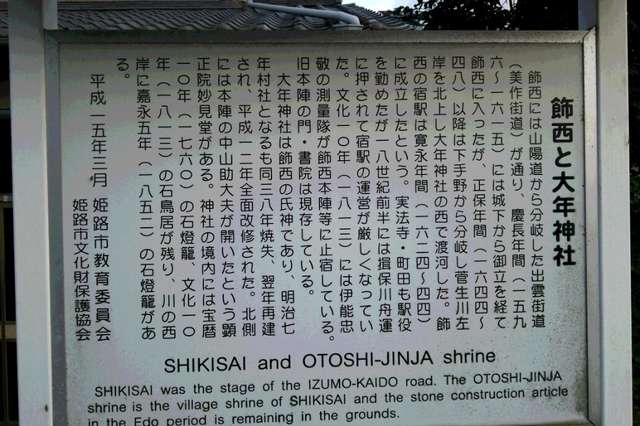 飾西と大年神社
飾西には山陽道から分岐した出雲街道
（美作街道）が通り、慶長年間（一五九
六～一六一五）には城下から御立を経て
飾西に入ったが、正保年間（一六四四～
四八）以降は下手野から分岐し菅生川左
岸を北上し大年神社の西で渡河した。飾
西の宿駅は寛永年間（一六二四～四四）
に成立したという。実法寺・町田も駅役
を勤めたが一八世紀前半には揖保川舟運
に押されて宿駅の運営が厳しくなってい
た。文化一〇年（一八一三）には伊能忠
敬の測量隊が飾西本陣等に止宿している。
旧本陣の門・書院は現存している。
大年神社は飾西の氏神であり、明治七
年村社となるも同三八年焼失、翌年再建
され、平成一二年全面改修された。北側
には本陣の中山助大夫が開いたという顕
正院妙見堂がある。神社の境内には宝暦
一〇年（一七六〇）の石燈籠、文化一〇
年（一八一三）の石鳥居が残り、川の西
岸に嘉永五年（一八五二）の石燈籠があ
る。
平成一五年三月 姫路市教育委員会
姫路市文化財保護協会
SHIKISAI and OTOSHI-JINJA shrine
SHIKISAI was the stage of the IZUMO-KAIDO road. The OTOSHI-JINJA
shrine is the village shrine of SHIKISAI and the stone construction article
in the Edo period is remaining in the grounds.